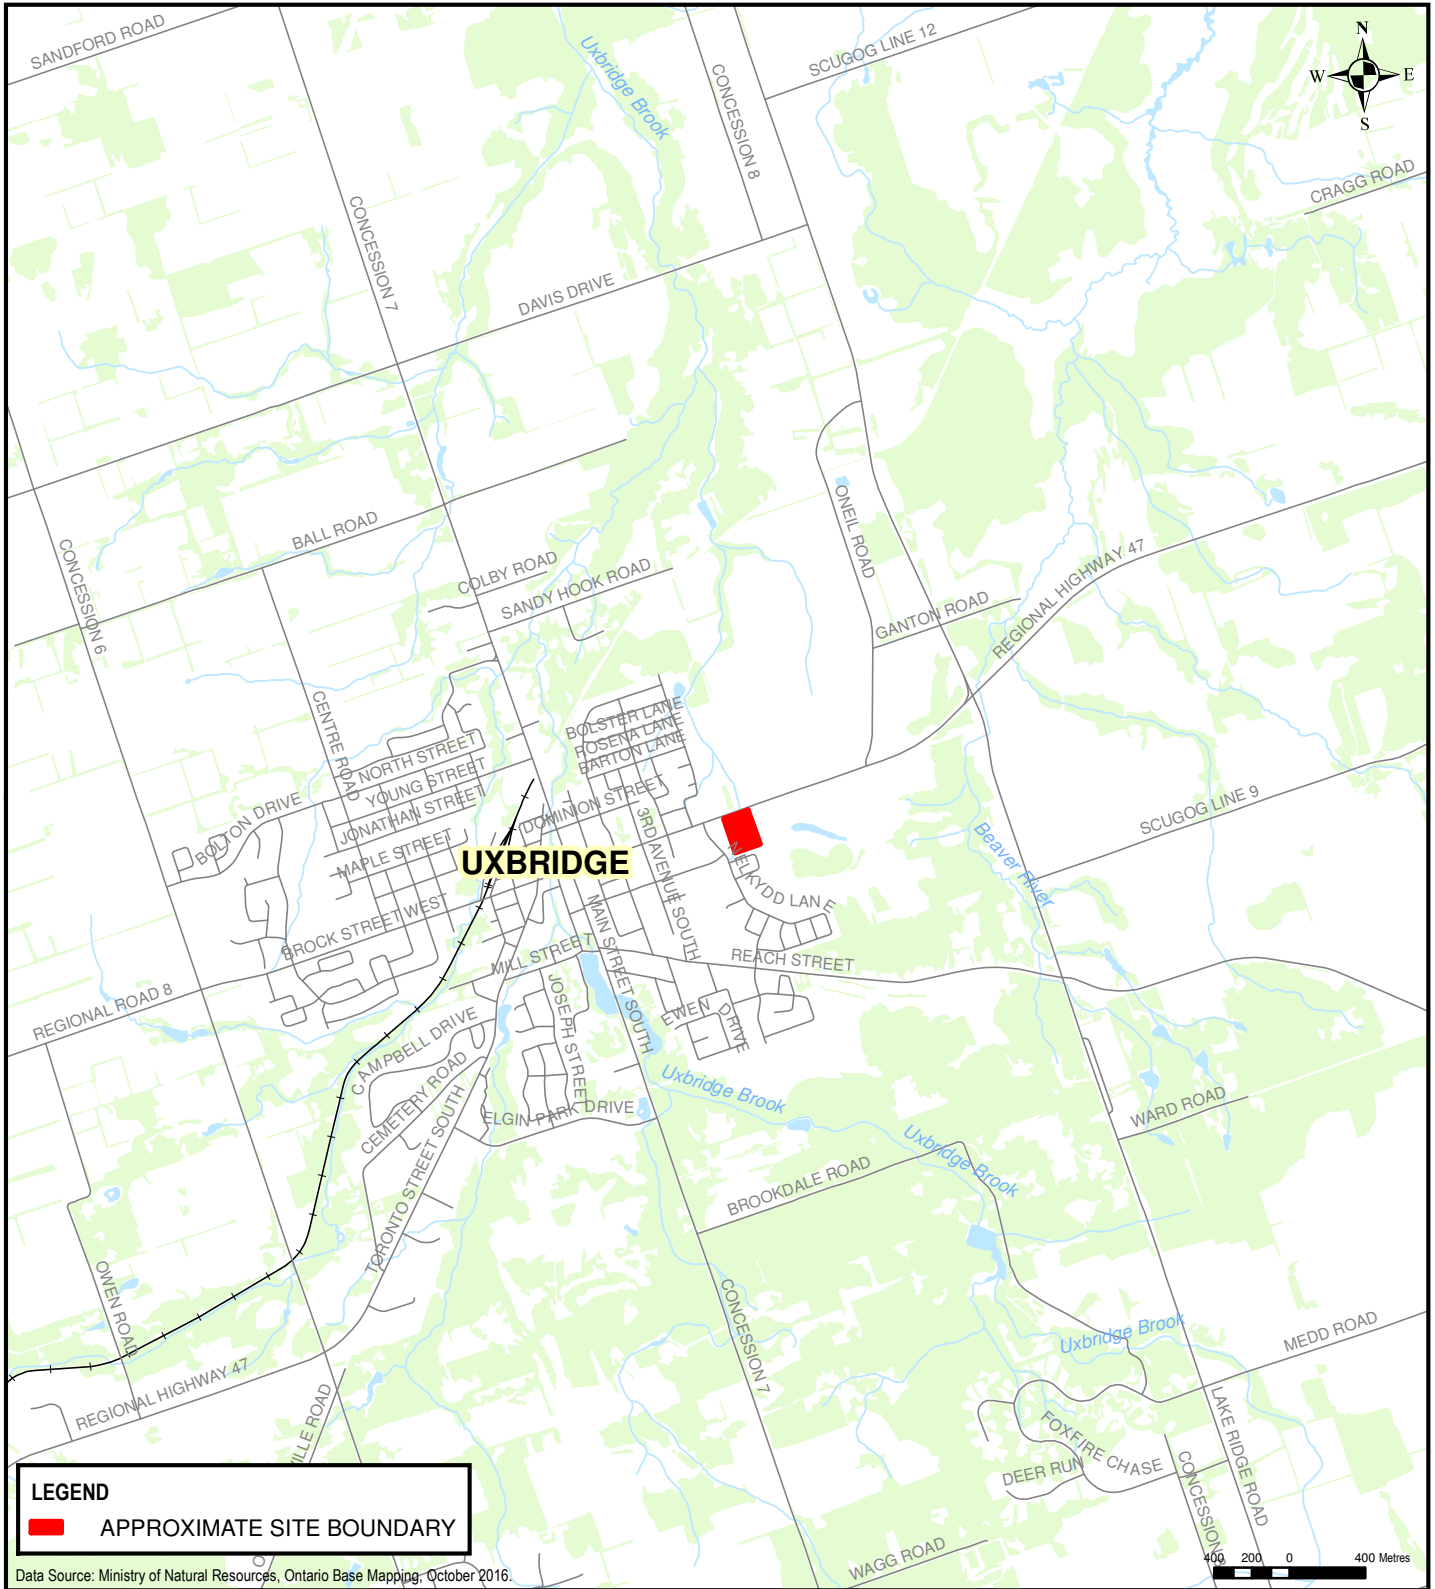 SANDFORD ROAD
Uxbridge Brook
CONCESSION 8
SCUGOG LINE 12
N
W
E
S
CRAGG ROAD
CONCESSION 7
DAVIS DRIVE
BALL ROAD
CONCESSION 6
COLBY ROAD
SANDY HOOK ROAD
ONEIL ROAD
GANTON ROAD
REGIONAL HIGHWAY 47
CENTRE ROAD
BOLSTER LANE
ROSENA LANE
BARTON LANE
NORTH STREET
YOUNG STREET
JONATHAN STREET
BOLTON DRIVE
MAPLE STREET
DOMINION STREET
3RD AVENUE SOUTH
UXBRIDGE
NELKYDD LANE
SCUGOG LINE 9
Beaver River
BROCK STREET WEST
MAIN STREET SOUTH
MILL STREET
REACH STREET
REGIONAL ROAD 8
JOSEPH STREET
EWEN DRIVE
CAMPBELL DRIVE
CEMETERY ROAD
Uxbridge Brook
ELGIN PARK DRIVE
WARD ROAD
TORONTO STREET SOUTH
Uxbridge Brook
BROOKDALE ROAD
OWEN ROAD
CONCESSION 7
Uxbridge Brook
MEDD ROAD
REGIONAL HIGHWAY 47
VILLE ROAD
LAKE RIDGE ROAD
FOXFIRE CHASE
DEER RUN
CONCESSION 8
WAGG ROAD
LEGEND
APPROXIMATE SITE BOUNDARY
400 200 0 400 Metres
Data Source: Ministry of Natural Resources, Ontario Base Mapping, October 2016.